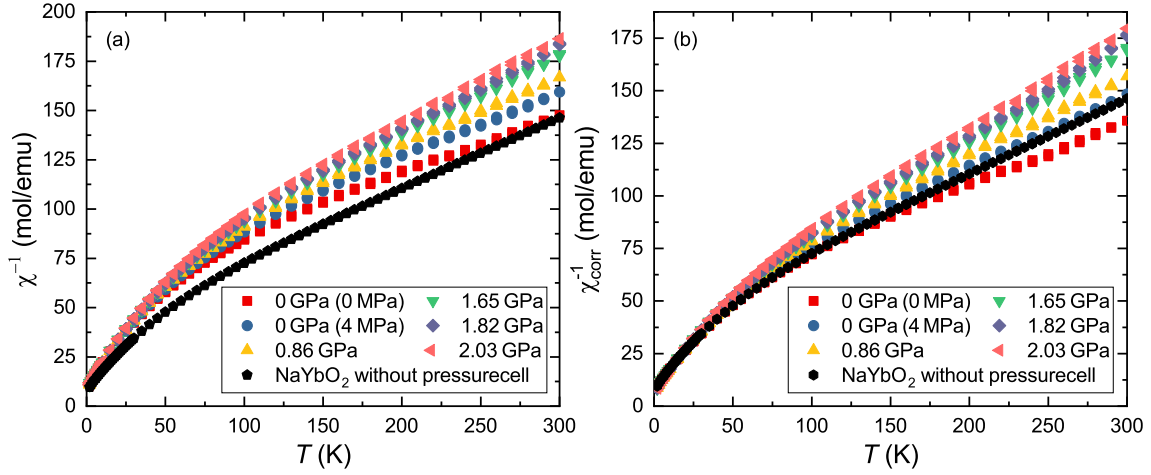 (a)
χ⁻¹ (mol/emu)
200
175
150
125
100
75
50
25
0
0 GPa (0 MPa)
0 GPa (4 MPa)
0.86 GPa
1.65 GPa
1.82 GPa
2.03 GPa
NaYbO₂ without pressurecell
0 50 100 150 200 250 300
T (K)
(b)
χ⁻¹corr (mol/emu)
175
150
125
100
75
50
25
0
0 GPa (0 MPa)
0 GPa (4 MPa)
0.86 GPa
1.65 GPa
1.82 GPa
2.03 GPa
NaYbO₂ without pressurecell
0 50 100 150 200 250 300
T (K)